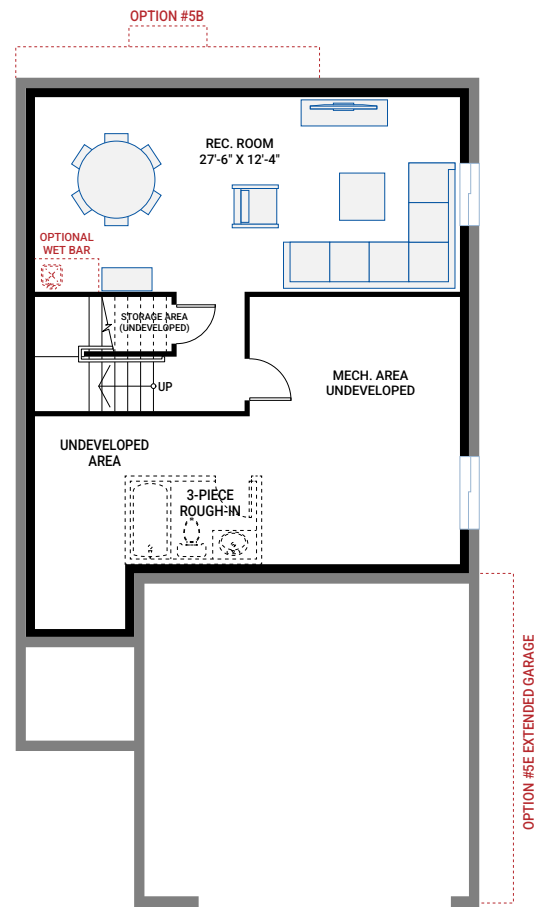 OPTION #5B
REC. ROOM
27'-6" X 12'-4"
OPTIONAL
WET BAR
STORAGE AREA
(UNDEVELOPED)
UP
MECH. AREA
UNDEVELOPED
UNDEVELOPED
AREA
3-PIECE
ROUGH-IN
OPTION #5E EXTENDED GARAGE